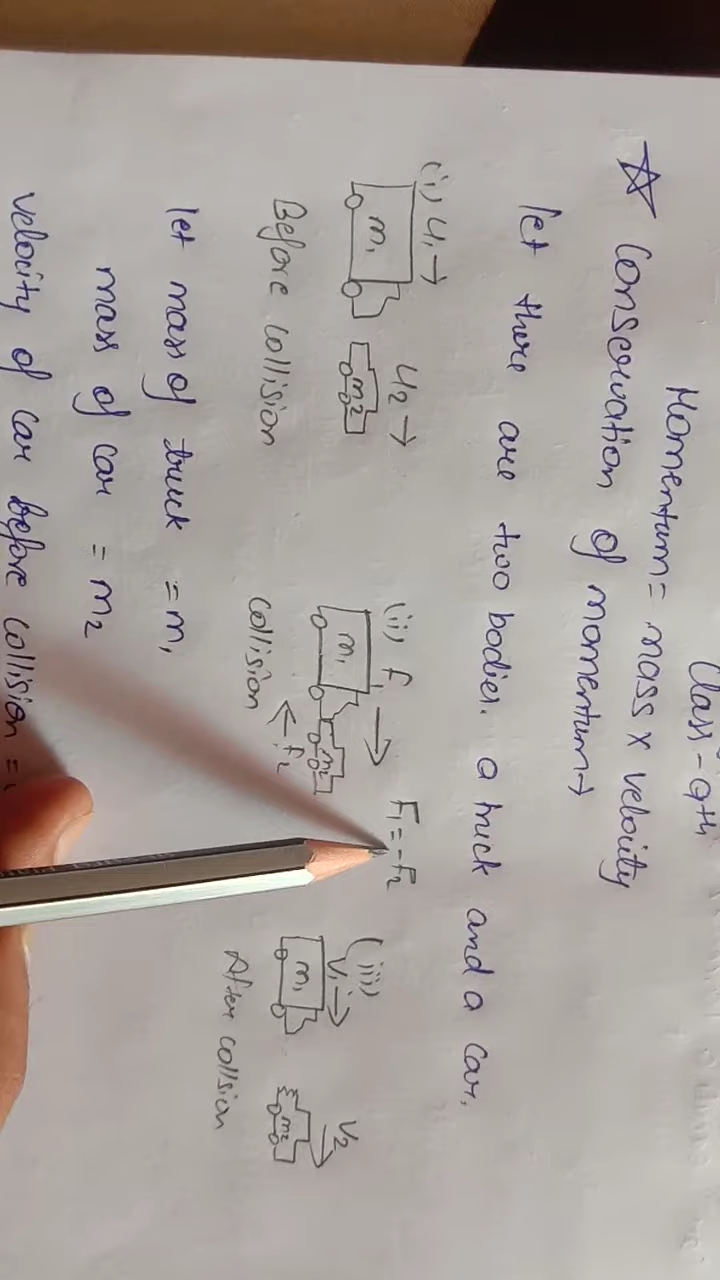 Class - 9th
Momentum = mass x velocity
☆ Conservation of momentum→
let there are two bodies. a truck and a car.
(i) U1 → U2 →
m1 m2
Before Collision
(ii) f1 → F1 = -F2
m1 m2
← f2
Collision
(iii) V1 → V2
m1 m2
After collsion
let mass of truck = m1
mass of car = m2
velocity of car before collision =